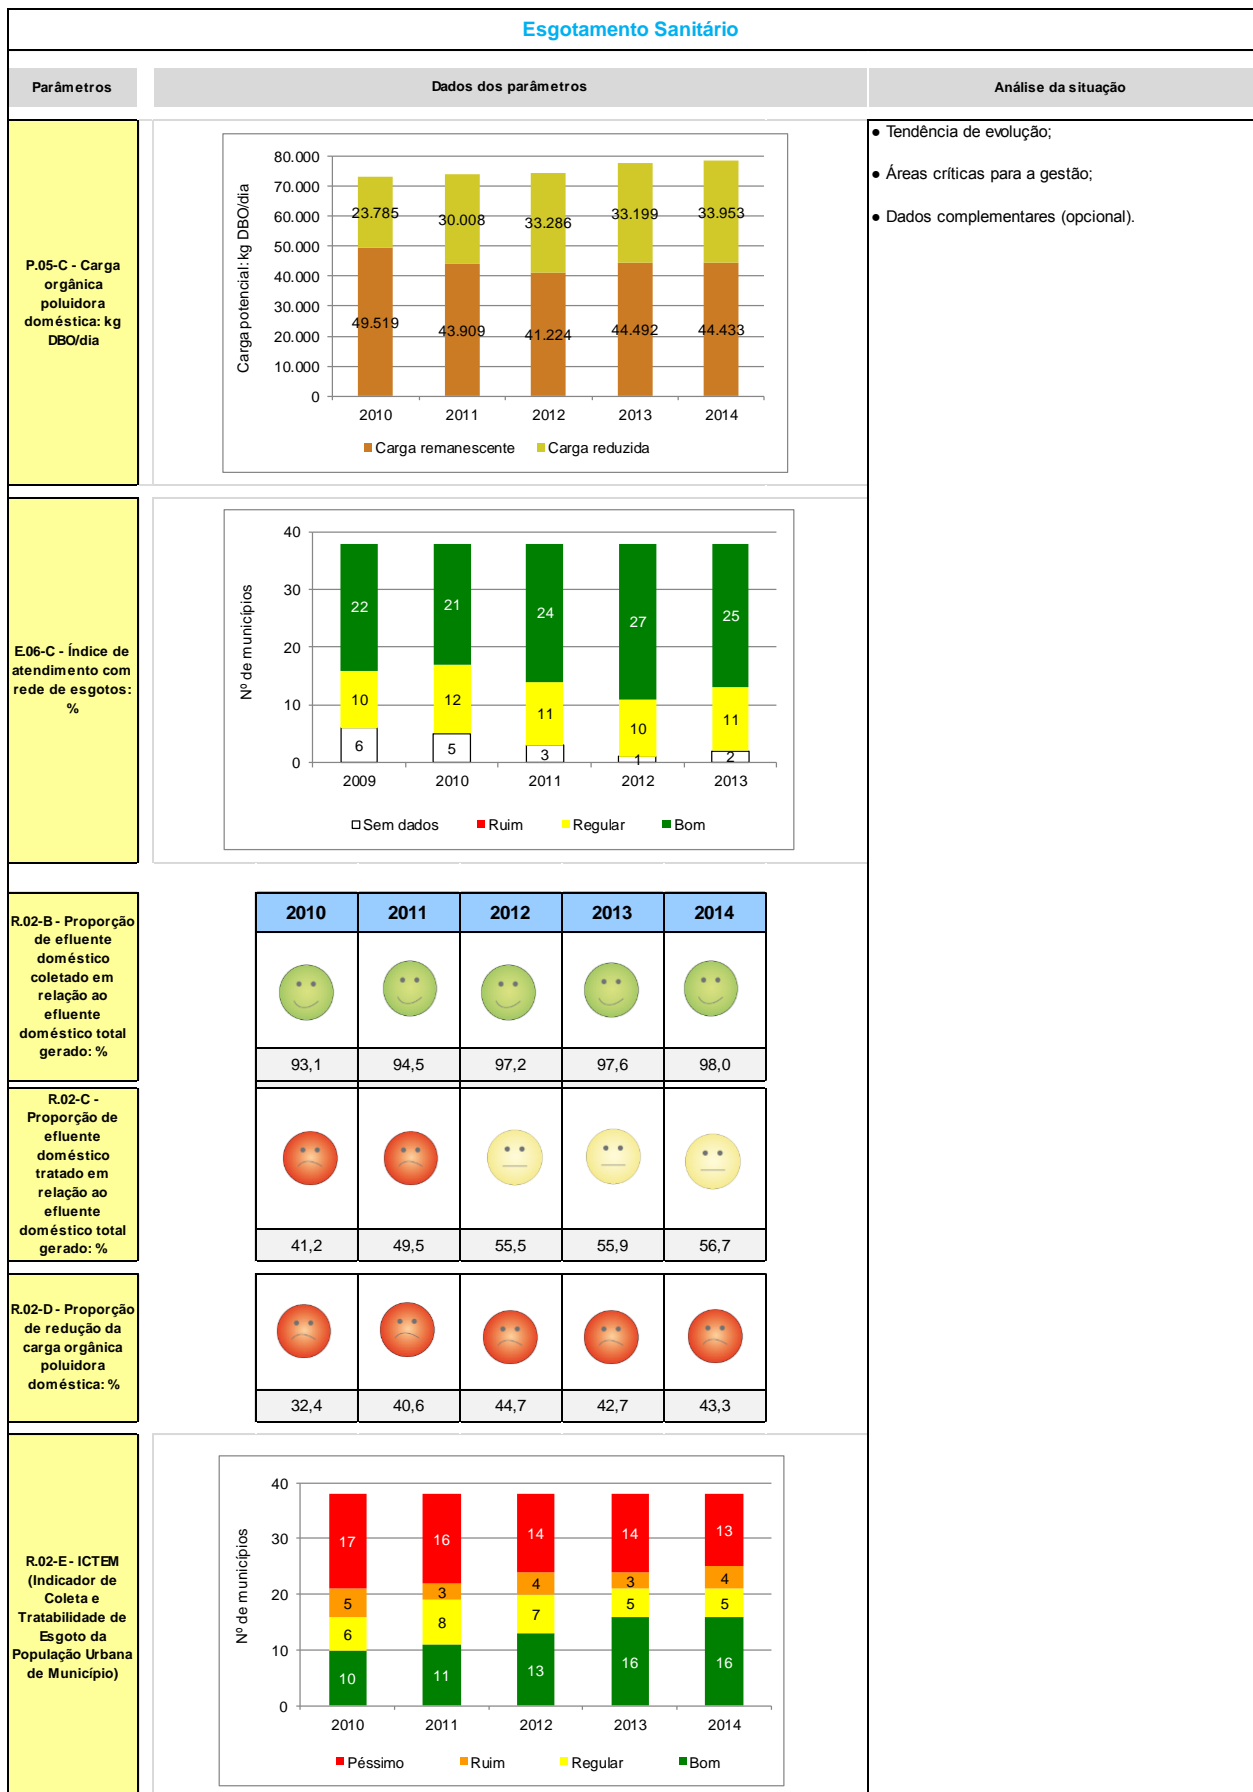 Esgotamento Sanitário
Parâmetros
Dados dos parâmetros
Análise da situação
P.05-C - Carga
orgânica
poluidora
doméstica: kg
DBO/dia
Carga potencial: kg DBO/dia
80.000
70.000
60.000
50.000
40.000
30.000
20.000
10.000
0
23.785
30.008
33.286
33.199
33.953
49.519
43.909
41.224
44.492
44.433
2010
2011
2012
2013
2014
Carga remanescente
Carga reduzida
● Tendência de evolução;
● Áreas críticas para a gestão;
● Dados complementares (opcional).
E.06-C - Índice de
atendimento com
rede de esgotos:
%
Nº de municípios
40
30
20
10
0
22
21
24
27
25
10
12
11
10
11
6
5
3
1
2
2009
2010
2011
2012
2013
Sem dados
Ruim
Regular
Bom
R.02-B - Proporção
de efluente
doméstico
coletado em
relação ao
efluente
doméstico total
gerado: %
2010
2011
2012
2013
2014
93,1
94,5
97,2
97,6
98,0
R.02-C -
Proporção de
efluente
doméstico
tratado em
relação ao
efluente
doméstico total
gerado: %
41,2
49,5
55,5
55,9
56,7
R.02-D - Proporção
de redução da
carga orgânica
poluidora
doméstica: %
32,4
40,6
44,7
42,7
43,3
R.02-E - ICTEM
(Indicador de
Coleta e
Tratabilidade de
Esgoto da
População Urbana
de Município)
Nº de municípios
40
30
20
10
0
17
16
14
14
13
5
3
4
3
4
6
8
7
5
5
10
11
13
16
16
2010
2011
2012
2013
2014
Péssimo
Ruim
Regular
Bom